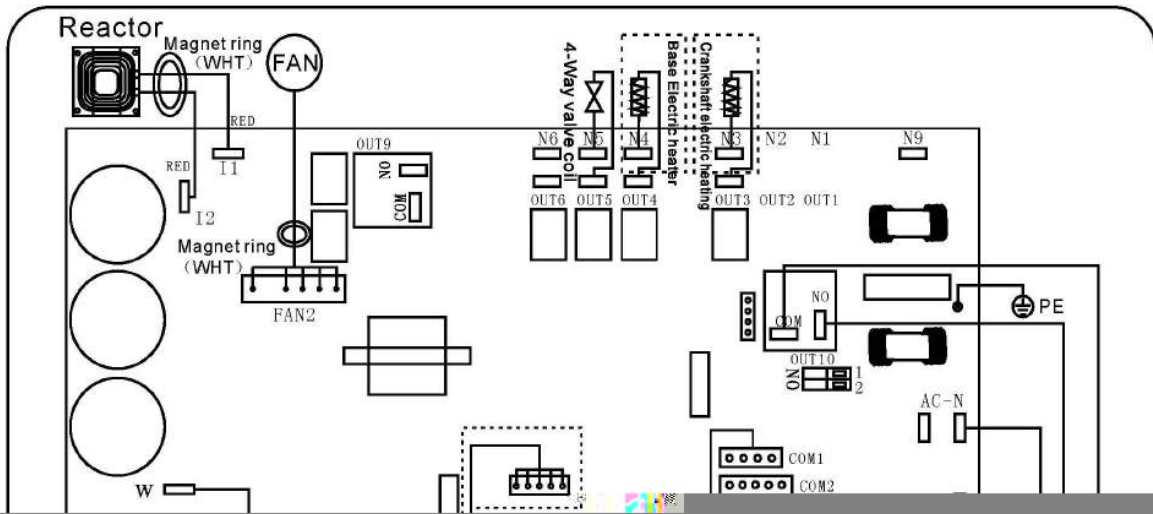 Reactor
Magnet ring
(WHT)
FAN
RED
RED
I1
I2
Magnet ring
(WHT)
FAN2
OUT9
NO
COM
4-Way valve coil
Base Electric heater
Crankshaft electric heating
N6 N5 N4 N3 N2 N1 N9
OUT6 OUT5 OUT4 OUT3 OUT2 OUT1
COM
NO
OUT10
PE
ON
1
2
AC-N
COM1
COM2
W